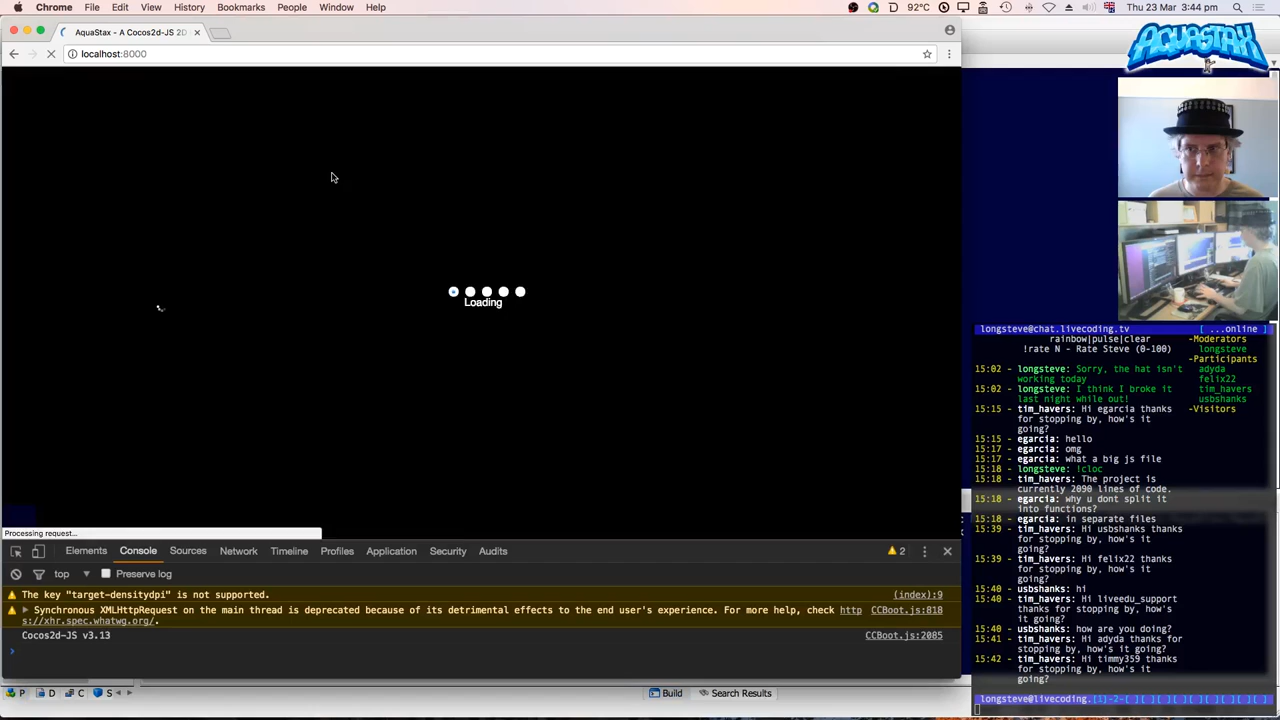 Chrome File Edit View History Bookmarks People Window Help 92°C Thu 23 Mar 3:44 pm
AquaStax - A Cocos2d-JS 2D
localhost:8000
AQUASTAX
Loading
Processing request...
Elements Console Sources Network Timeline Profiles Application Security Audits 2
top Preserve log
The key "target-densitydpi" is not supported. (index):9
Synchronous XMLHttpRequest on the main thread is deprecated because of its detrimental effects to the end user's experience. For more help, check http CCBoot.js:818
s://xhr.spec.whatwg.org/.
Cocos2d-JS v3.13 CCBoot.js:2085
P D C S Build Search Results
longsteve@chat.livecoding.tv [ ...online ]
rainbow|pulse|clear
!rate N - Rate Steve (0-100)
15:02 - longsteve: Sorry, the hat isn't
working today
15:02 - longsteve: I think I broke it
last night while out!
15:15 - tim_havers: Hi egarcia thanks
for stopping by, how's it
going?
15:15 - egarcia: hello
15:17 - egarcia: omg
15:17 - egarcia: what a big js file
15:18 - longsteve: !cloc
15:18 - tim_havers: The project is
currently 2090 lines of code.
15:18 - egarcia: why u dont split it
into functions?
15:18 - egarcia: in separate files
15:39 - tim_havers: Hi usbshanks thanks
for stopping by, how's it
going?
15:39 - tim_havers: Hi felix22 thanks
for stopping by, how's it
going?
15:40 - usbshanks: hi
15:40 - tim_havers: Hi liveedu_support
thanks for stopping by, how's
it going?
15:40 - usbshanks: how are you doing?
15:41 - tim_havers: Hi adyda thanks for
stopping by, how's it going?
15:42 - tim_havers: Hi timmy359 thanks
for stopping by, how's it
going?
-Moderators
longsteve
-Participants
adyda
felix22
tim_havers
usbshanks
-Visitors
longsteve@livecoding.[1]-2-( )( )( )( )( )( )( )( )( )( )